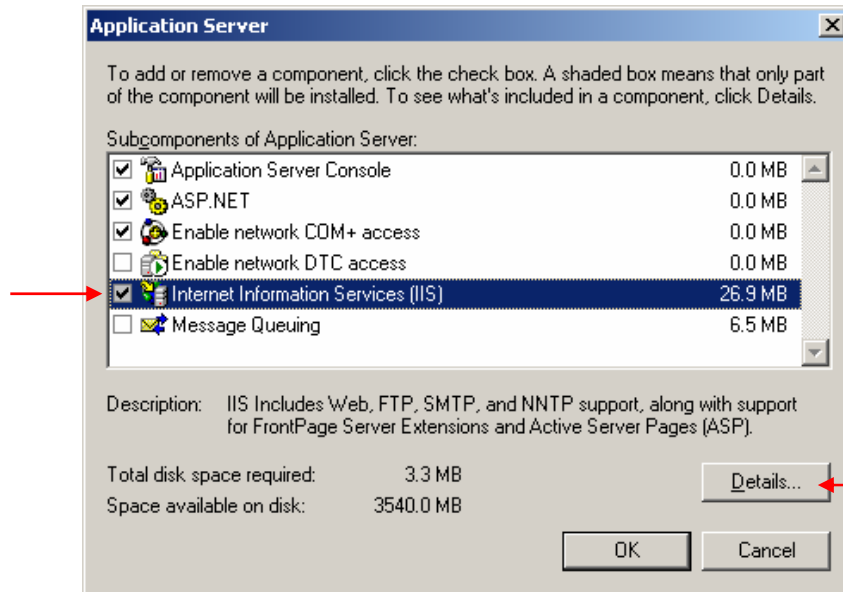 Application Server
To add or remove a component, click the check box. A shaded box means that only part
of the component will be installed. To see what's included in a component, click Details.
Subcomponents of Application Server:
Application Server Console 0.0 MB
ASP.NET 0.0 MB
Enable network COM+ access 0.0 MB
Enable network DTC access 0.0 MB
Internet Information Services (IIS) 26.9 MB
Message Queuing 6.5 MB
Description: IIS Includes Web, FTP, SMTP, and NNTP support, along with support
for FrontPage Server Extensions and Active Server Pages (ASP).
Total disk space required: 3.3 MB
Space available on disk: 3540.0 MB
Details...
OK Cancel